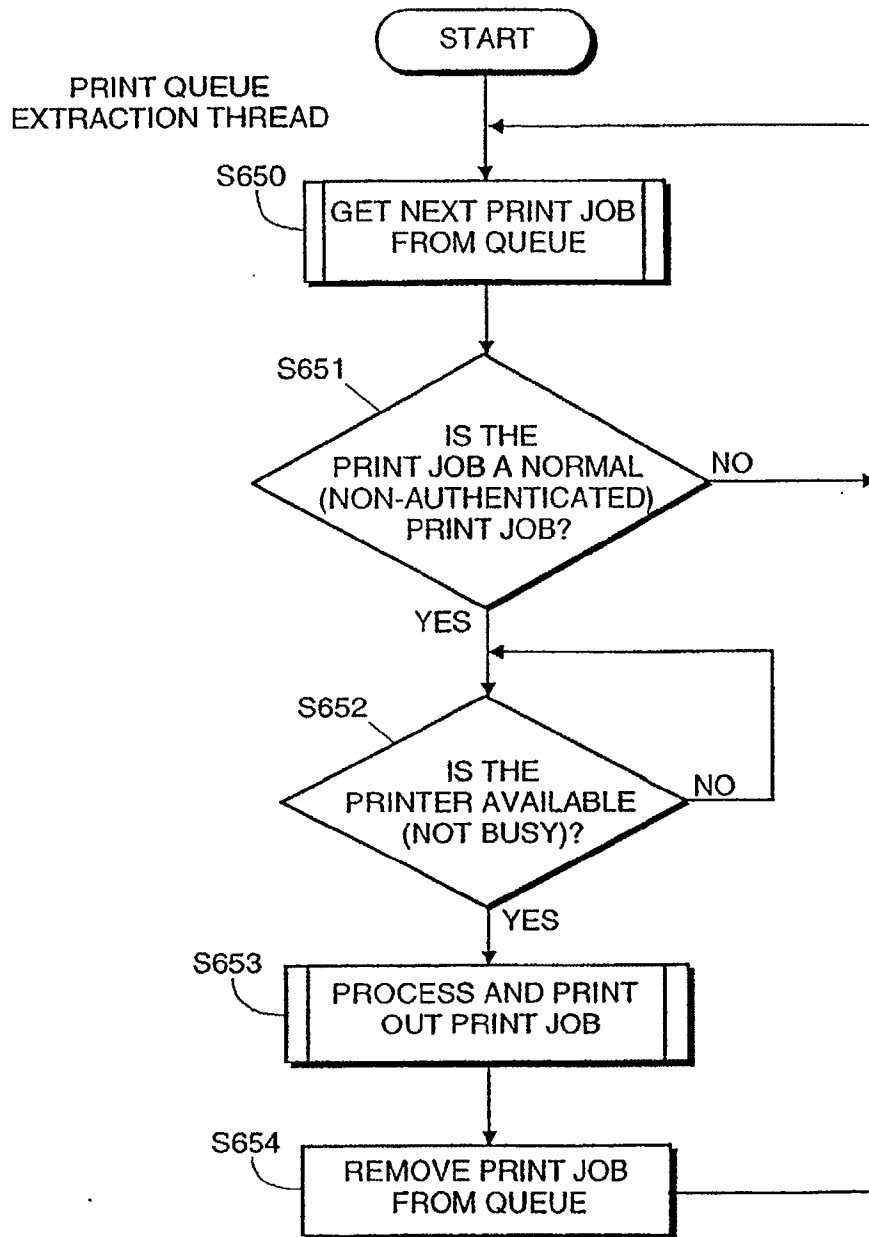 START
PRINT QUEUE
EXTRACTION THREAD
S650
GET NEXT PRINT JOB
FROM QUEUE
S651
IS THE
PRINT JOB A NORMAL
(NON-AUTHENTICATED)
PRINT JOB?
NO
YES
S652
IS THE
PRINTER AVAILABLE
(NOT BUSY)?
NO
YES
S653
PROCESS AND PRINT
OUT PRINT JOB
S654
REMOVE PRINT JOB
FROM QUEUE